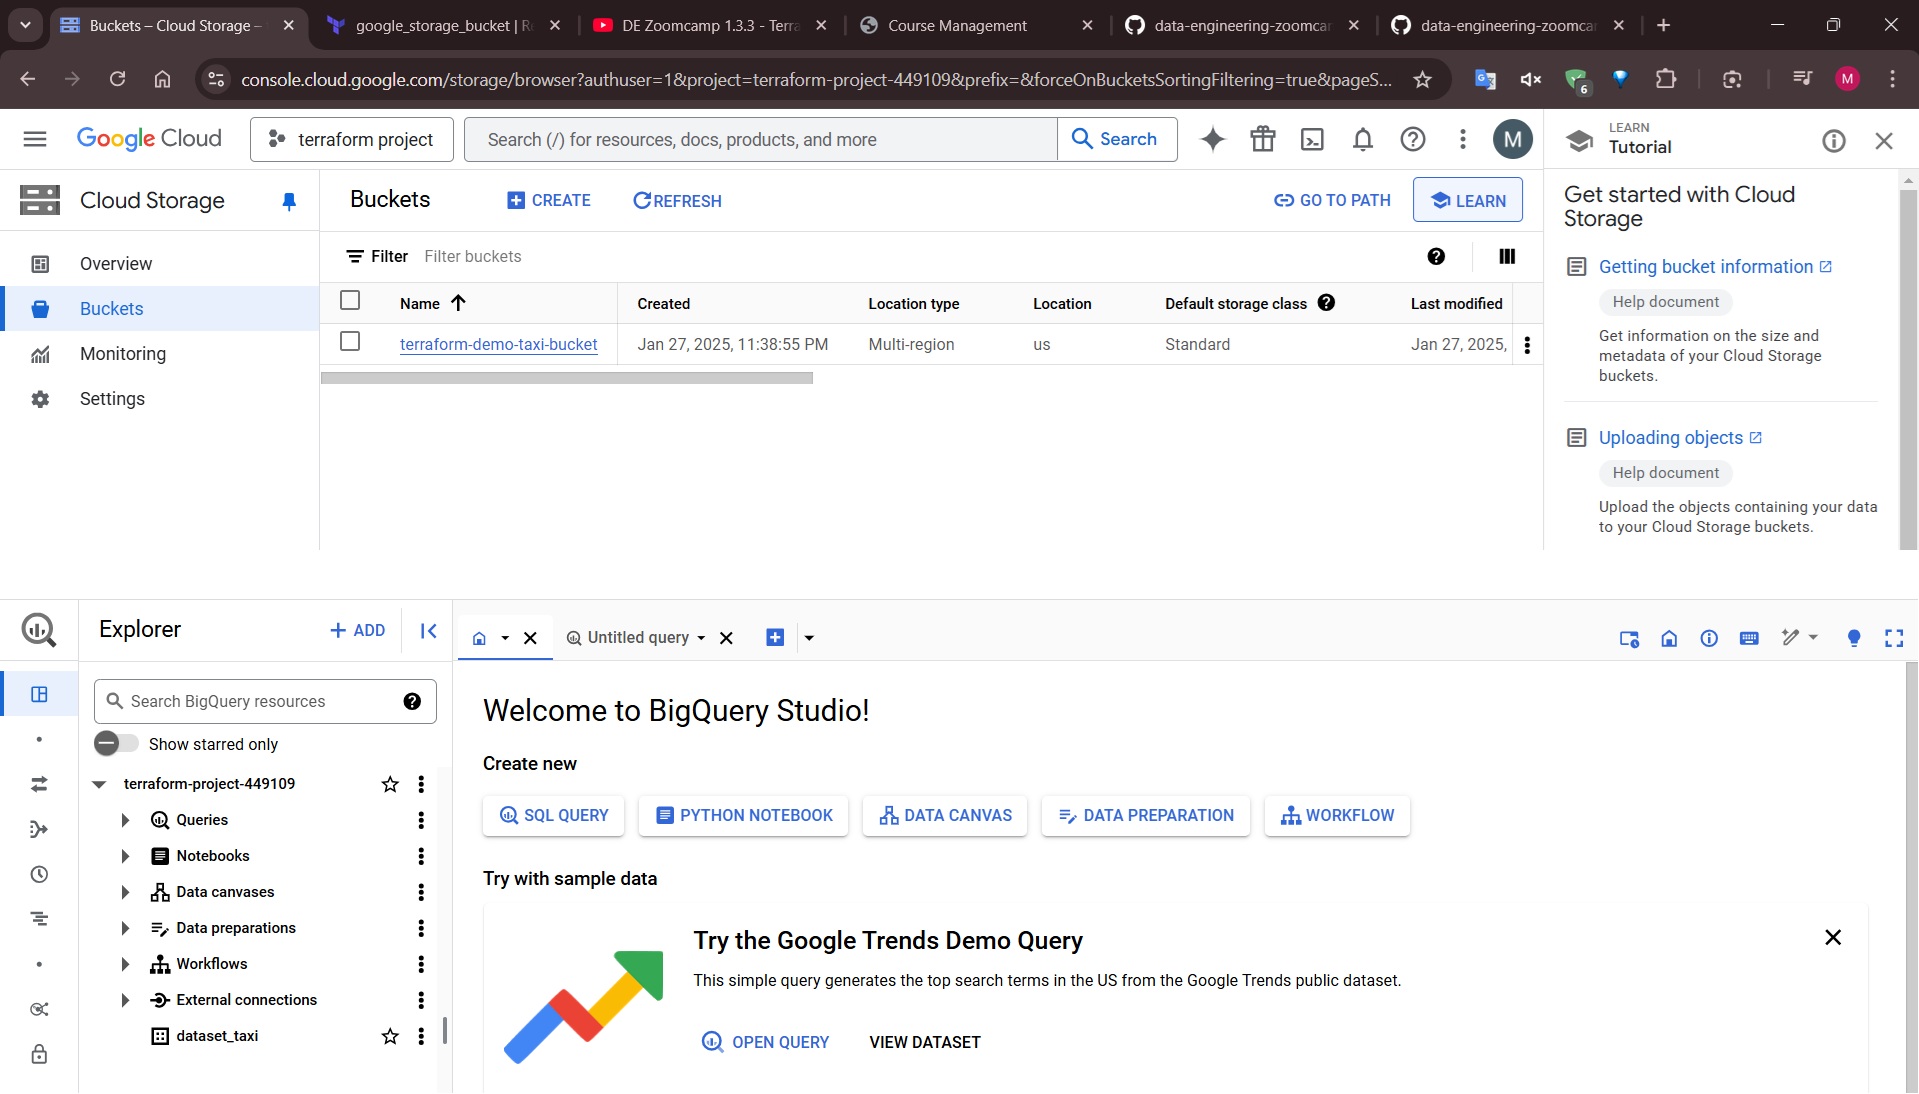 Buckets – Cloud Storage –
google_storage_bucket | Re
DE Zoomcamp 1.3.3 - Terra
Course Management
data-engineering-zoomcam
data-engineering-zoomcam
console.cloud.google.com/storage/browser?authuser=1&project=terraform-project-449109&prefix=&forceOnBucketsSortingFiltering=true&pageS...
6
M
Google Cloud
terraform project
Search (/) for resources, docs, products, and more
Search
M
LEARN
Tutorial
Cloud Storage
Overview
Buckets
Monitoring
Settings
Buckets
CREATE
REFRESH
GO TO PATH
LEARN
Filter Filter buckets
Name Created Location type Location Default storage class Last modified
terraform-demo-taxi-bucket Jan 27, 2025, 11:38:55 PM Multi-region us Standard Jan 27, 2025,
Get started with Cloud
Storage
Getting bucket information
Help document
Get information on the size and
metadata of your Cloud Storage
buckets.
Uploading objects
Help document
Upload the objects containing your data
to your Cloud Storage buckets.
Explorer
+ ADD
Search BigQuery resources
Show starred only
terraform-project-449109
Queries
Notebooks
Data canvases
Data preparations
Workflows
External connections
dataset_taxi
Untitled query
Welcome to BigQuery Studio!
Create new
SQL QUERY
PYTHON NOTEBOOK
DATA CANVAS
DATA PREPARATION
WORKFLOW
Try with sample data
Try the Google Trends Demo Query
This simple query generates the top search terms in the US from the Google Trends public dataset.
OPEN QUERY
VIEW DATASET